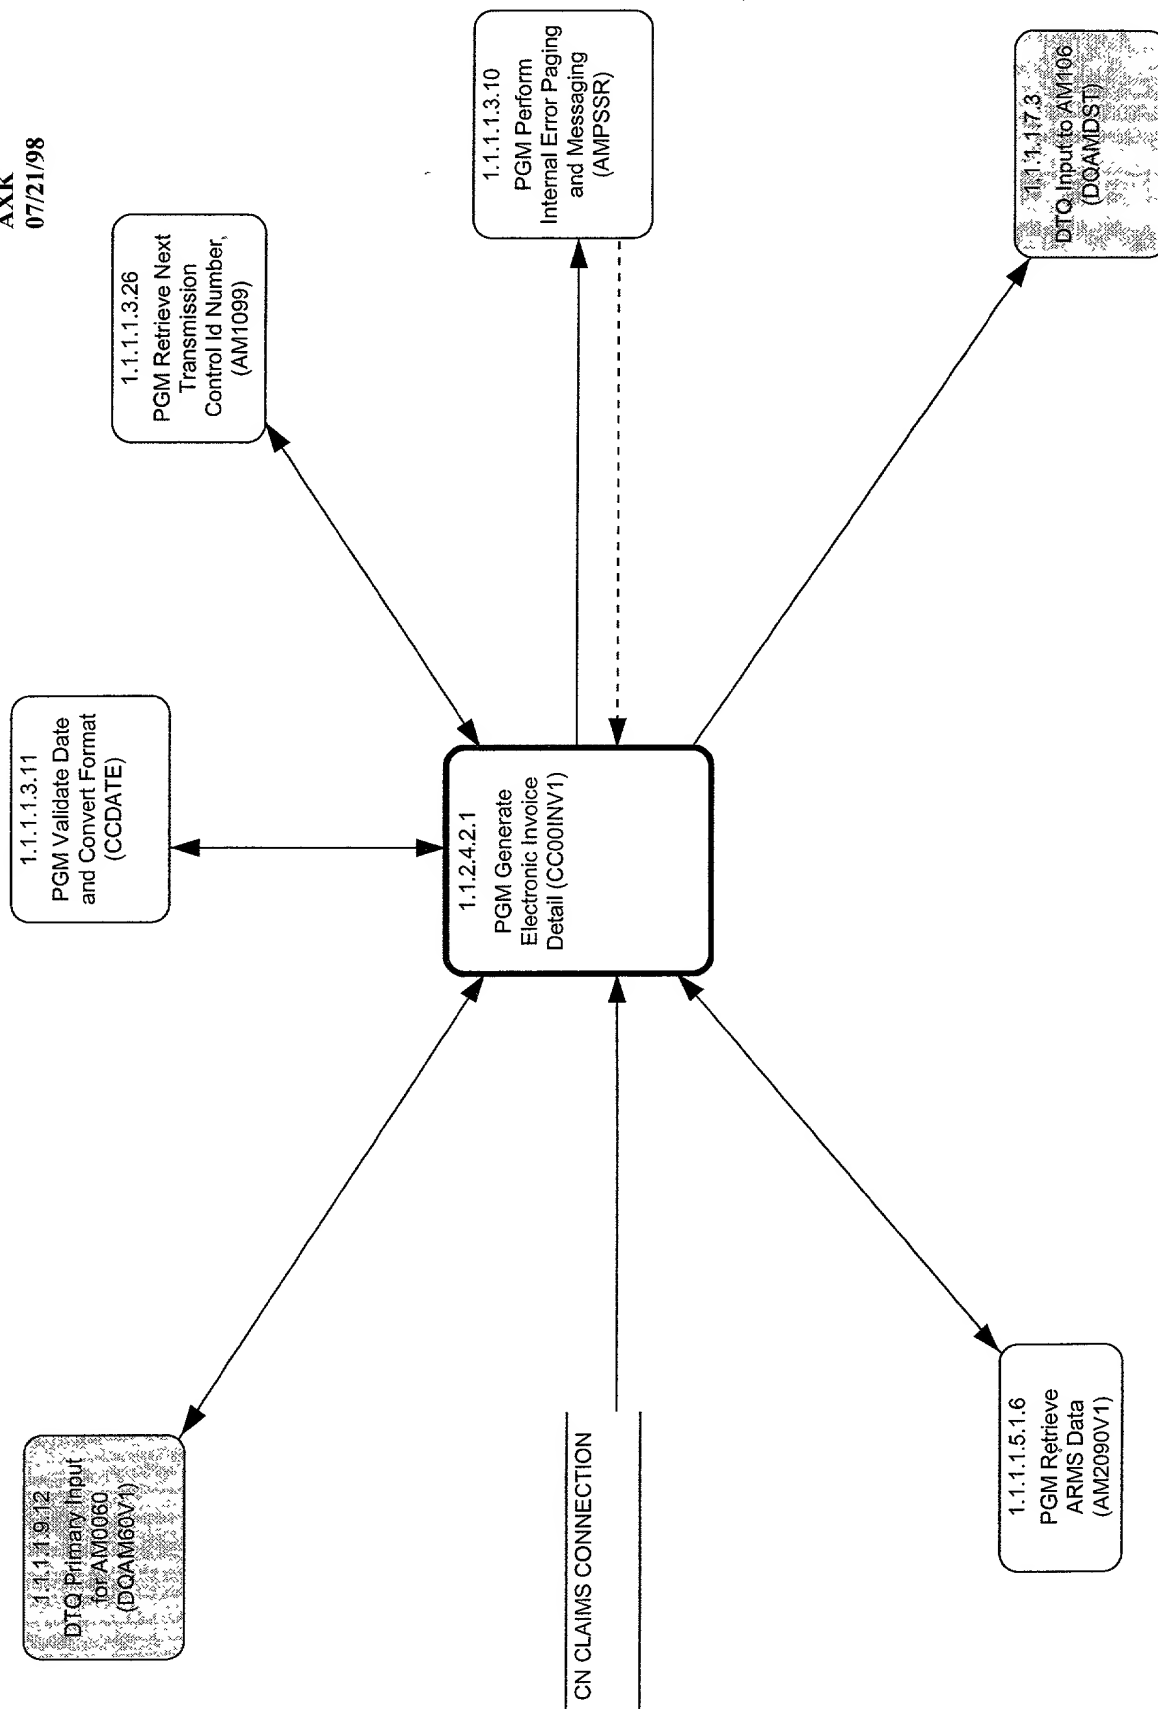 AXK
07/21/98
1.1.1.1.9.12
DTQ Primary Input
for AM0060
(DQAM60V1)
1.1.1.1.3.11
PGM Validate Date
and Convert Format
(CCDATE)
1.1.1.1.3.26
PGM Retrieve Next
Transmission
Control Id Number,
(AM1099)
CN CLAIMS CONNECTION
1.1.2.4.2.1
PGM Generate
Electronic Invoice
Detail (CC00INV1)
1.1.1.1.3.10
PGM Perform
Internal Error Paging
and Messaging
(AMPSSR)
1.1.1.1.5.1.6
PGM Retrieve
ARMS Data
(AM2090V1)
1.1.1.1.7.3
DTQ Input to AM106
(DQAMDST)